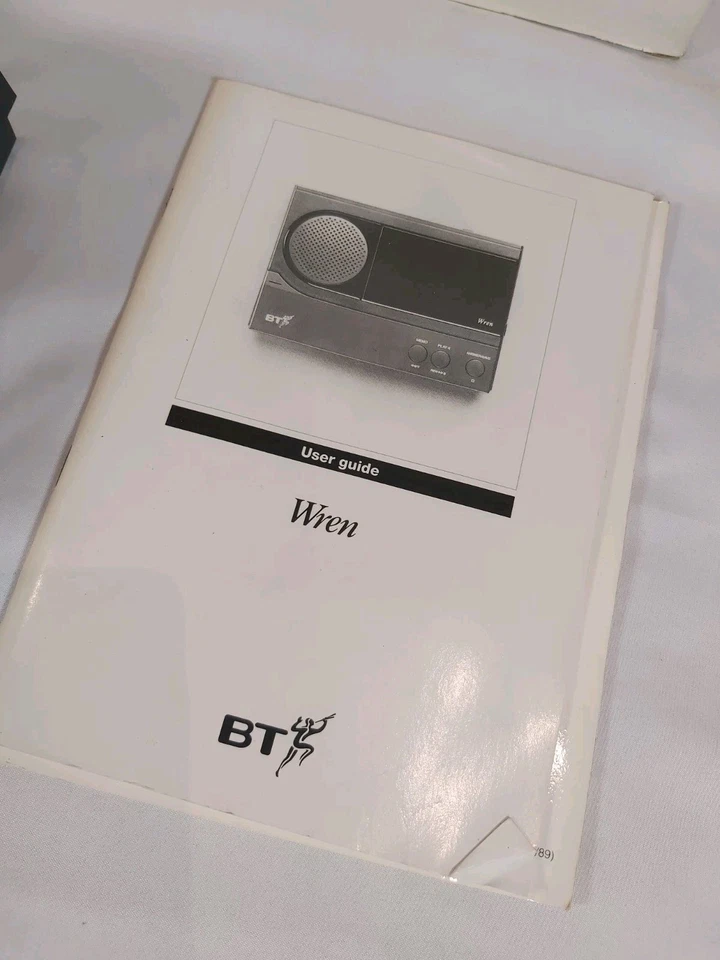 BT
Wren
User guide
Wren
BT
/89)